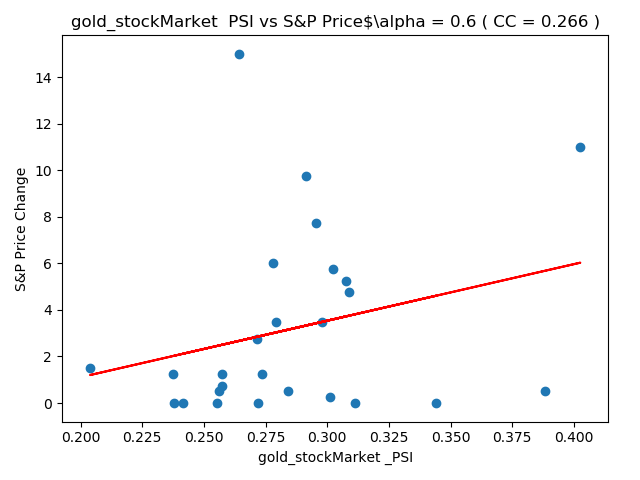 gold_stockMarket  PSI vs S&P Price$\alpha = 0.6 ( CC = 0.266 )
14
12
10
8
6
4
2
0
S&P Price Change
0.200 0.225 0.250 0.275 0.300 0.325 0.350 0.375 0.400
gold_stockMarket _PSI